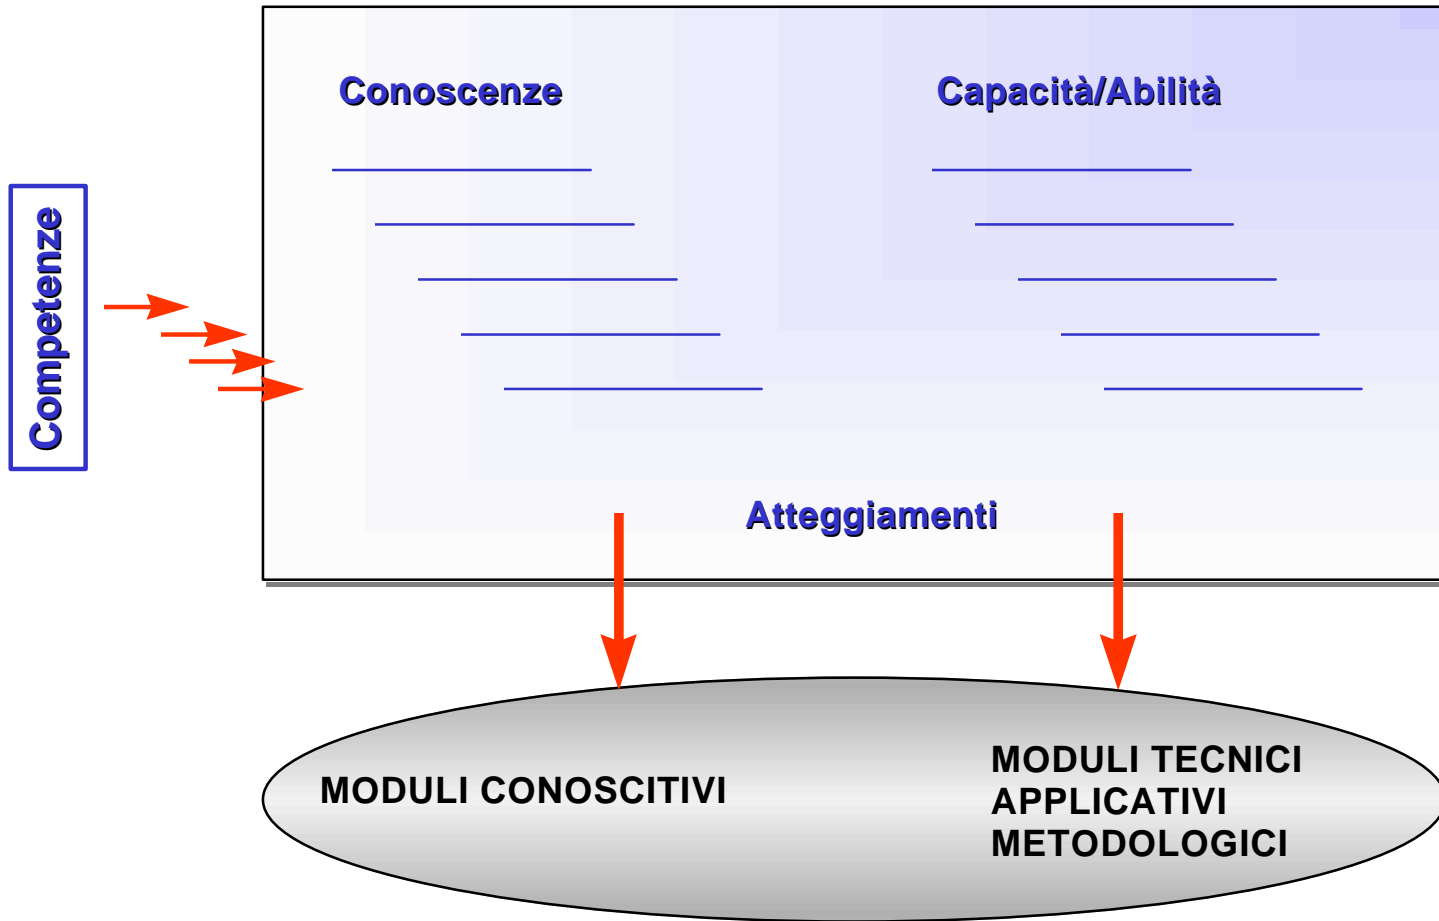 Competenze
Conoscenze
Capacità/Abilità
Atteggiamenti
MODULI CONOSCITIVI
MODULI TECNICI
APPLICATIVI
METODOLOGICI